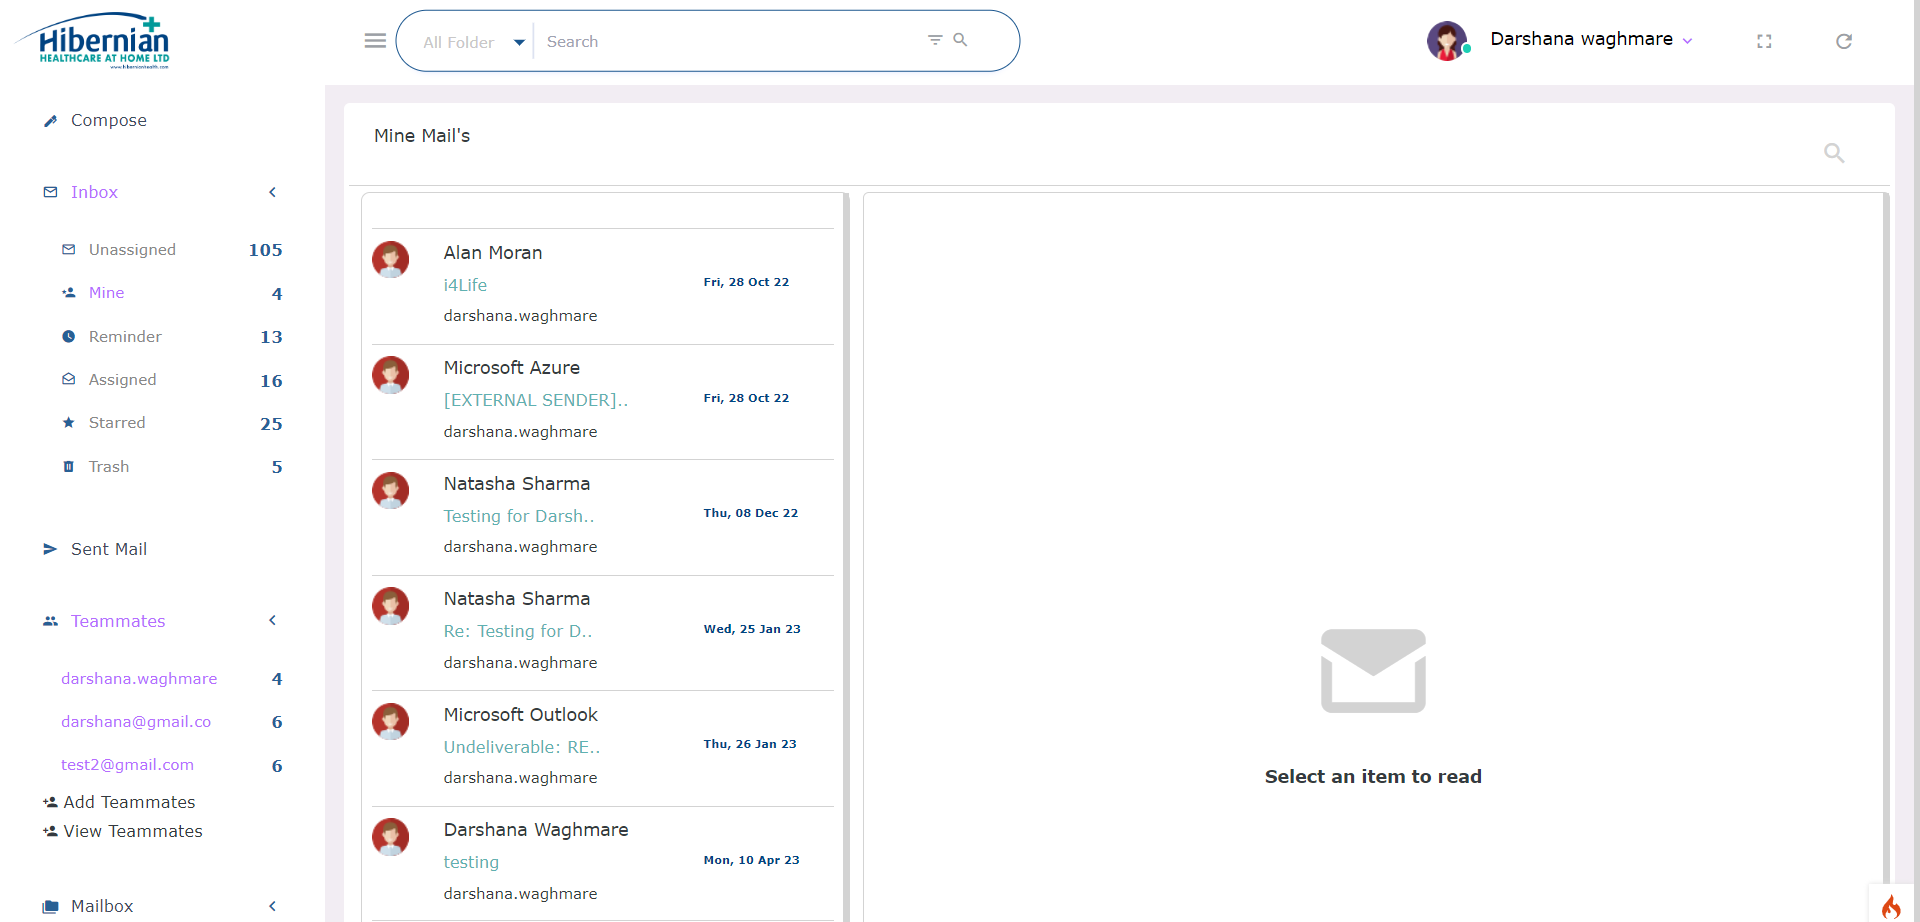 Hibernian
HEALTHCARE AT HOME LTD
www.hibernianhealth.com
All Folder
Search
Darshana waghmare
Compose
Inbox
Unassigned 105
Mine 4
Reminder 13
Assigned 16
Starred 25
Trash 5
Sent Mail
Teammates
darshana.waghmare 4
darshana@gmail.co 6
test2@gmail.com 6
Add Teammates
View Teammates
Mailbox
Mine Mail's
Alan Moran
i4Life
Fri, 28 Oct 22
darshana.waghmare
Microsoft Azure
[EXTERNAL SENDER]..
Fri, 28 Oct 22
darshana.waghmare
Natasha Sharma
Testing for Darsh..
Thu, 08 Dec 22
darshana.waghmare
Natasha Sharma
Re: Testing for D..
Wed, 25 Jan 23
darshana.waghmare
Microsoft Outlook
Undeliverable: RE..
Thu, 26 Jan 23
darshana.waghmare
Darshana Waghmare
testing
Mon, 10 Apr 23
darshana.waghmare
Select an item to read